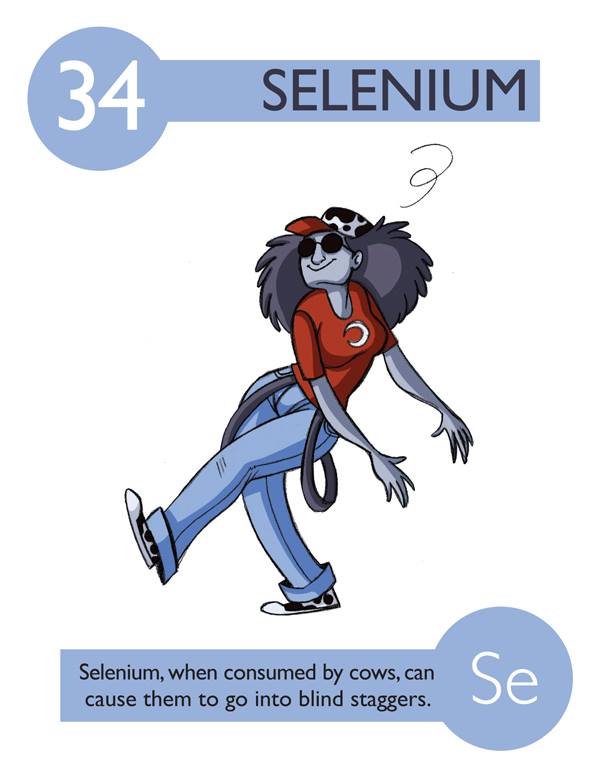 34
SELENIUM
Selenium, when consumed by cows, can
cause them to go into blind staggers.
Se